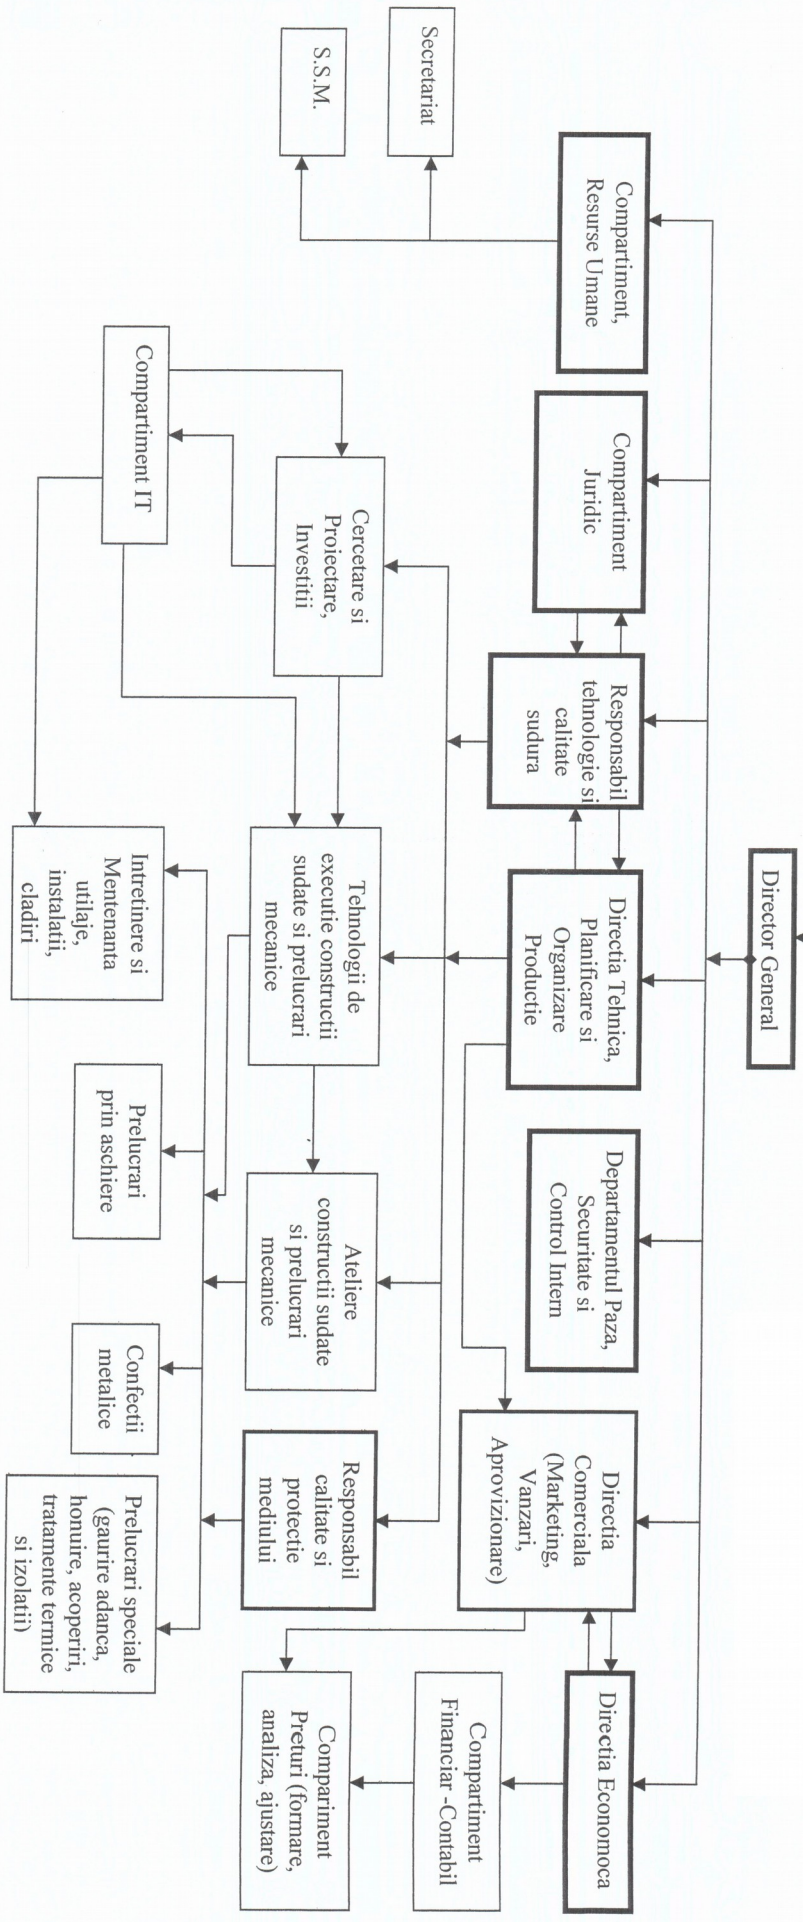 Director General
Compartiment,
Resurse Umane
Compartiment
Juridic
Responsabil
tehnologie si
calitate
sudura
Directia Tehnica,
Planificare si
Organizare
Productie
Departamentul Paza,
Securitate si
Control Intern
Directia
Comerciala
(Marketing,
Vanzari,
Aprovizionare)
Directia Economoca
Secretariat
S.S.M.
Cercetare si
Proiectare,
Investitii
Tehnologii de
executie constructii
sudate si prelucrari
mecanice
Ateliere
constructii sudate
si prelucrari
mecanice
Responsabil
calitate si
protectie
mediului
Compartiment
Financiar -Contabil
Compariment
Preturi (formare,
analiza, ajustare)
Compartiment IT
Intretinere si
Mentenanta
utilaje,
instalatii,
cladiri
Prelucrari
prin aschiere
Confectii
metalice
Prelucrari speciale
(gaurire adanca,
honuire, acoperiri,
tratamente termice
si izolatii)